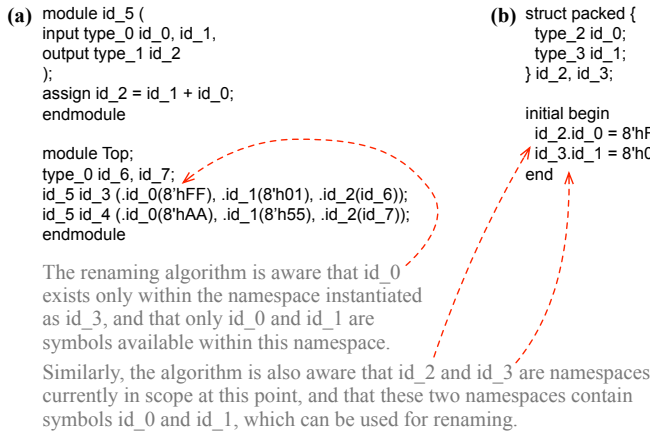 (a) module id_5 (
input type_0 id_0, id_1,
output type_1 id_2
);
assign id_2 = id_1 + id_0;
endmodule
module Top;
type_0 id_6, id_7;
id_5 id_3 (.id_0(8'hFF), .id_1(8'h01), .id_2(id_6));
id_5 id_4 (.id_0(8'hAA), .id_1(8'h55), .id_2(id_7));
endmodule
(b) struct packed {
type_2 id_0;
type_3 id_1;
} id_2, id_3;
initial begin
id_2.id_0 = 8'hF
id_3.id_1 = 8'h0
end
The renaming algorithm is aware that id_0
exists only within the namespace instantiated
as id_3, and that only id_0 and id_1 are
symbols available within this namespace.
Similarly, the algorithm is also aware that id_2 and id_3 are namespaces
currently in scope at this point, and that these two namespaces contain
symbols id_0 and id_1, which can be used for renaming.